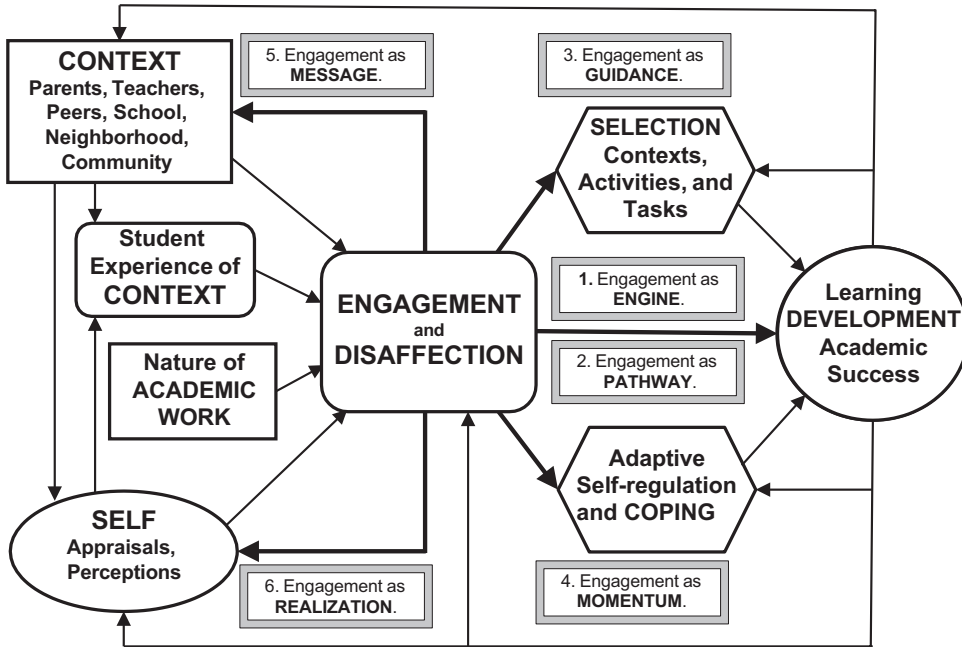 CONTEXT
Parents, Teachers,
Peers, School,
Neighborhood,
Community
5. Engagement as
MESSAGE.
3. Engagement as
GUIDANCE.
SELECTION
Contexts,
Activities, and
Tasks
Student
Experience of
CONTEXT
ENGAGEMENT
and
DISAFFECTION
1. Engagement as
ENGINE.
2. Engagement as
PATHWAY.
Learning
DEVELOPMENT
Academic
Success
Nature of
ACADEMIC
WORK
Adaptive
Self-regulation
and COPING
SELF
Appraisals,
Perceptions
6. Engagement as
REALIZATION.
4. Engagement as
MOMENTUM.